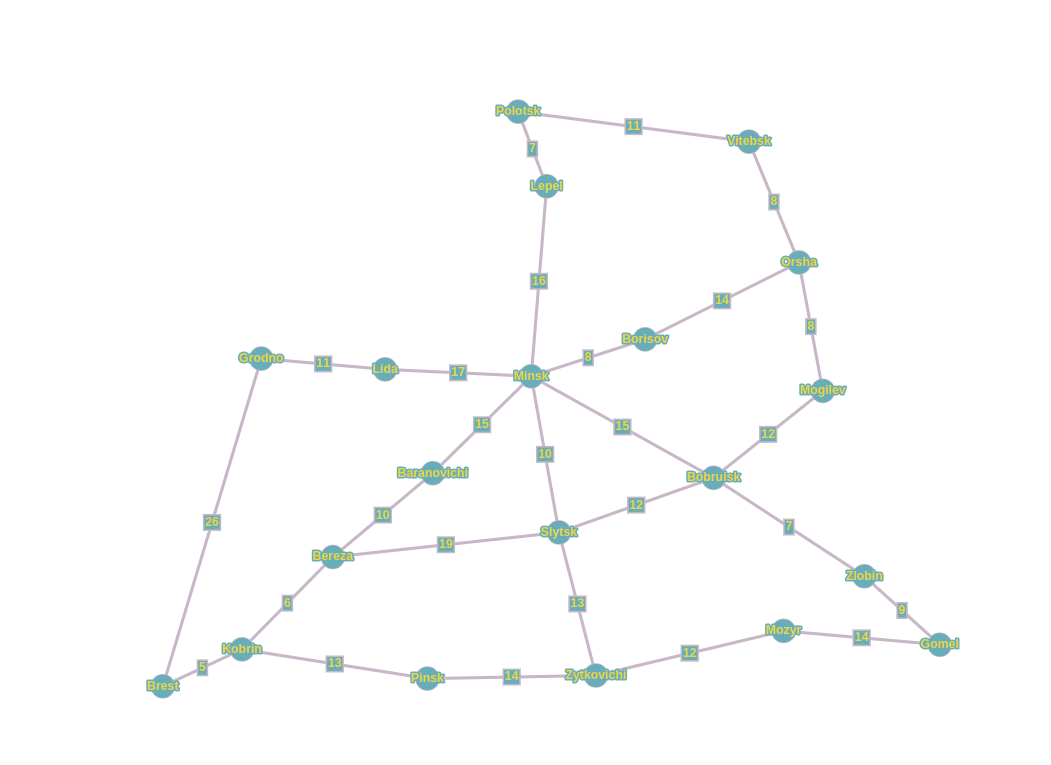 Polotsk
11
Vitebsk
7
Lepel
8
Orsha
16
14
8
Borisov
8
Grodno
11
Lida
17
Minsk
Mogilev
15
15
12
10
Baranovichi
Bobruisk
10
12
7
26
Slytsk
19
Bereza
Zlobin
6
13
9
Mozyr
14
Gomel
Kobrin
12
13
5
Pinsk
14
Zytkovichi
Brest